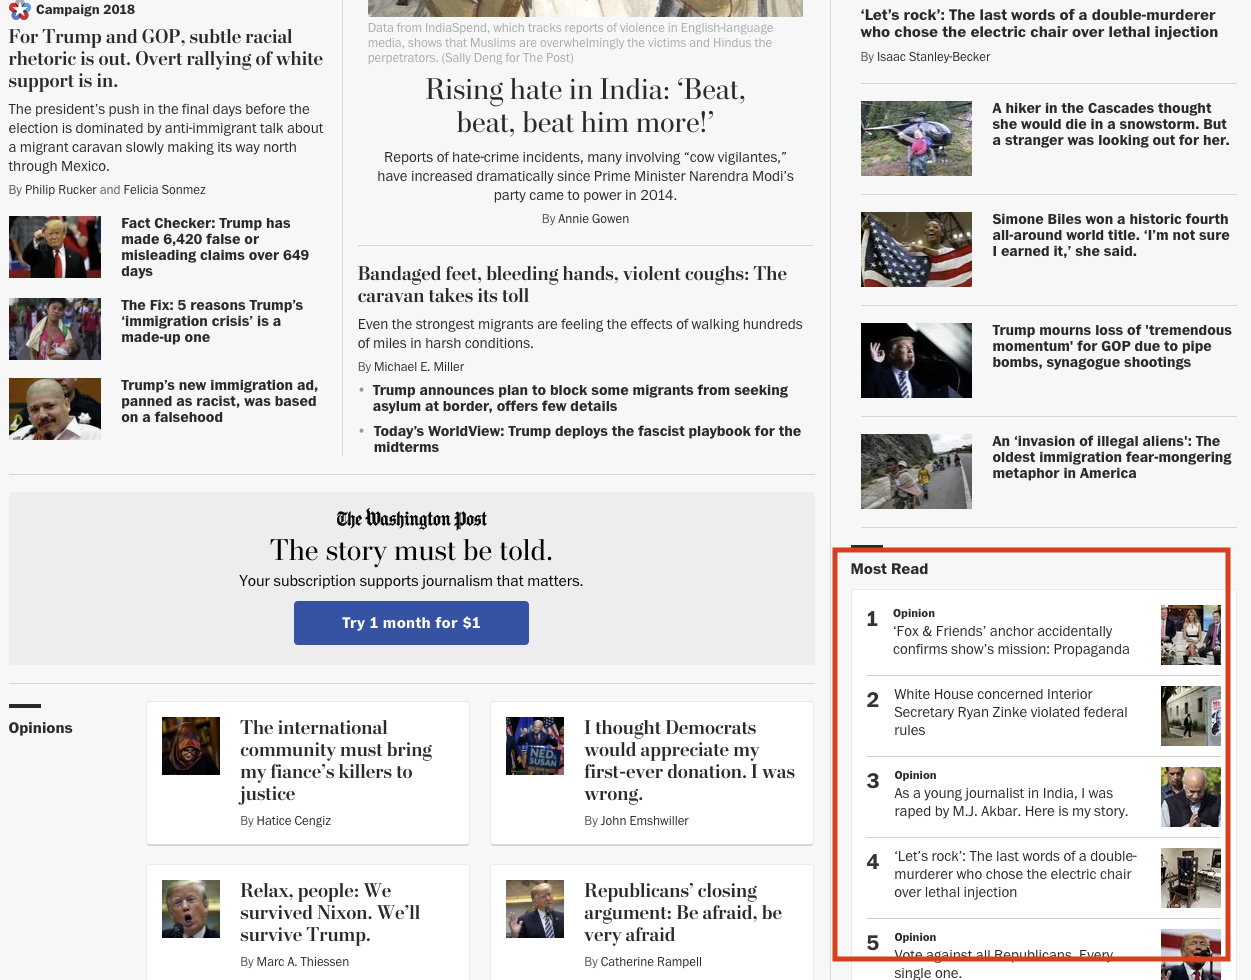 Campaign 2018
For Trump and GOP, subtle racial
rhetoric is out. Overt rallying of white
support is in.
The president's push in the final days before the
election is dominated by anti-immigrant talk about
a migrant caravan slowly making its way north
through Mexico.
By Philip Rucker and Felicia Sonmez
Fact Checker: Trump has
made 6,420 false or
misleading claims over 649
days
The Fix: 5 reasons Trump's
‘immigration crisis’ is a
made-up one
Trump's new immigration ad,
panned as racist, was based
on a falsehood
Data from IndiaSpend, which tracks reports of violence in English-language
media, shows that Muslims are overwhelmingly the victims and Hindus the
perpetrators. (Sally Deng for The Post)
Rising hate in India: ‘Beat,
beat, beat him more!’
Reports of hate-crime incidents, many involving “cow vigilantes,”
have increased dramatically since Prime Minister Narendra Modi’s
party came to power in 2014.
By Annie Gowen
Bandaged feet, bleeding hands, violent coughs: The
caravan takes its toll
Even the strongest migrants are feeling the effects of walking hundreds
of miles in harsh conditions.
By Michael E. Miller
• Trump announces plan to block some migrants from seeking
asylum at border, offers few details
• Today’s WorldView: Trump deploys the fascist playbook for the
midterms
The Washington Post
The story must be told.
Your subscription supports journalism that matters.
Try 1 month for $1
Opinions
The international
community must bring
my fiance’s killers to
justice
By Hatice Cengiz
I thought Democrats
would appreciate my
first-ever donation. I was
wrong.
By John Emshwiller
NED
SUSAN
Relax, people: We
survived Nixon. We’ll
survive Trump.
By Marc A. Thiessen
Republicans’ closing
argument: Be afraid, be
very afraid
By Catherine Rampell
‘Let’s rock’: The last words of a double-murderer
who chose the electric chair over lethal injection
By Isaac Stanley-Becker
A hiker in the Cascades thought
she would die in a snowstorm. But
a stranger was looking out for her.
Simone Biles won a historic fourth
all-around world title. ‘I’m not sure
I earned it,’ she said.
Trump mourns loss of 'tremendous
momentum' for GOP due to pipe
bombs, synagogue shootings
An ‘invasion of illegal aliens': The
oldest immigration fear-mongering
metaphor in America
Most Read
1
Opinion
‘Fox & Friends’ anchor accidentally
confirms show’s mission: Propaganda
2
White House concerned Interior
Secretary Ryan Zinke violated federal
rules
3
Opinion
As a young journalist in India, I was
raped by M.J. Akbar. Here is my story.
4
‘Let’s rock’: The last words of a double-
murderer who chose the electric chair
over lethal injection
5
Opinion
Vote against all Republicans. Every
single one.